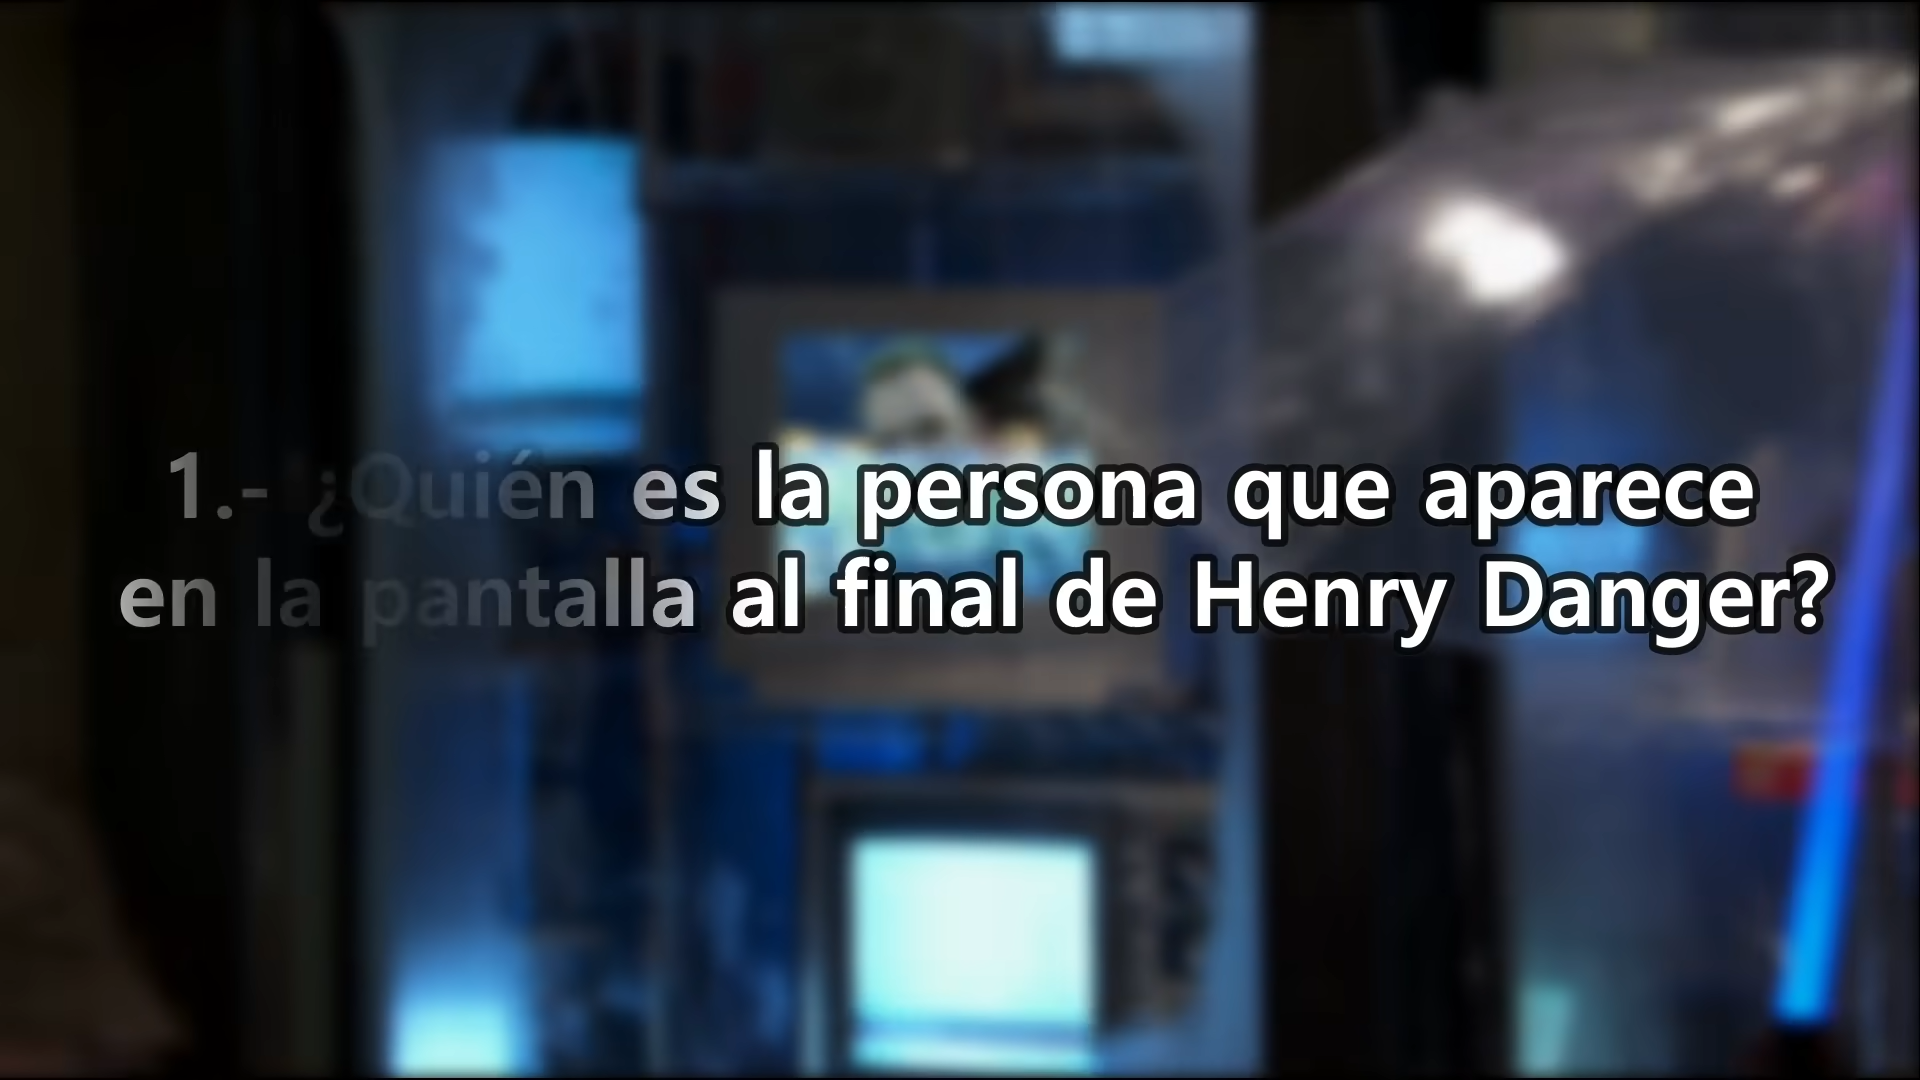 1.- ¿Quién es la persona que aparece
en la pantalla al final de Henry Danger?